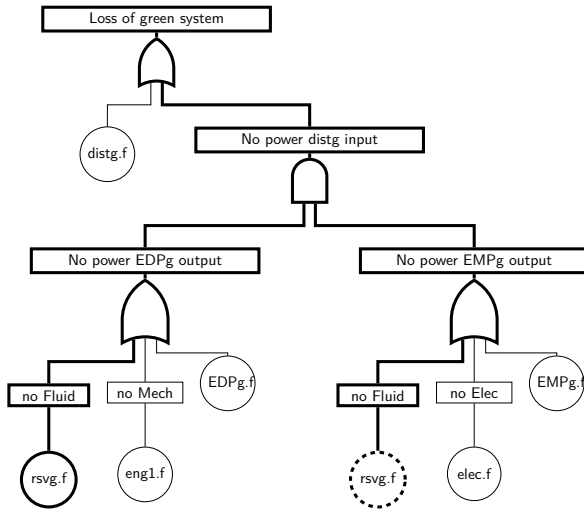 Loss of green system
distg.f
No power distg input
No power EDPg output
No power EMPg output
no Fluid
no Mech
EDPg.f
no Fluid
no Elec
EMPg.f
rsvg.f
eng1.f
rsvg.f
elec.f